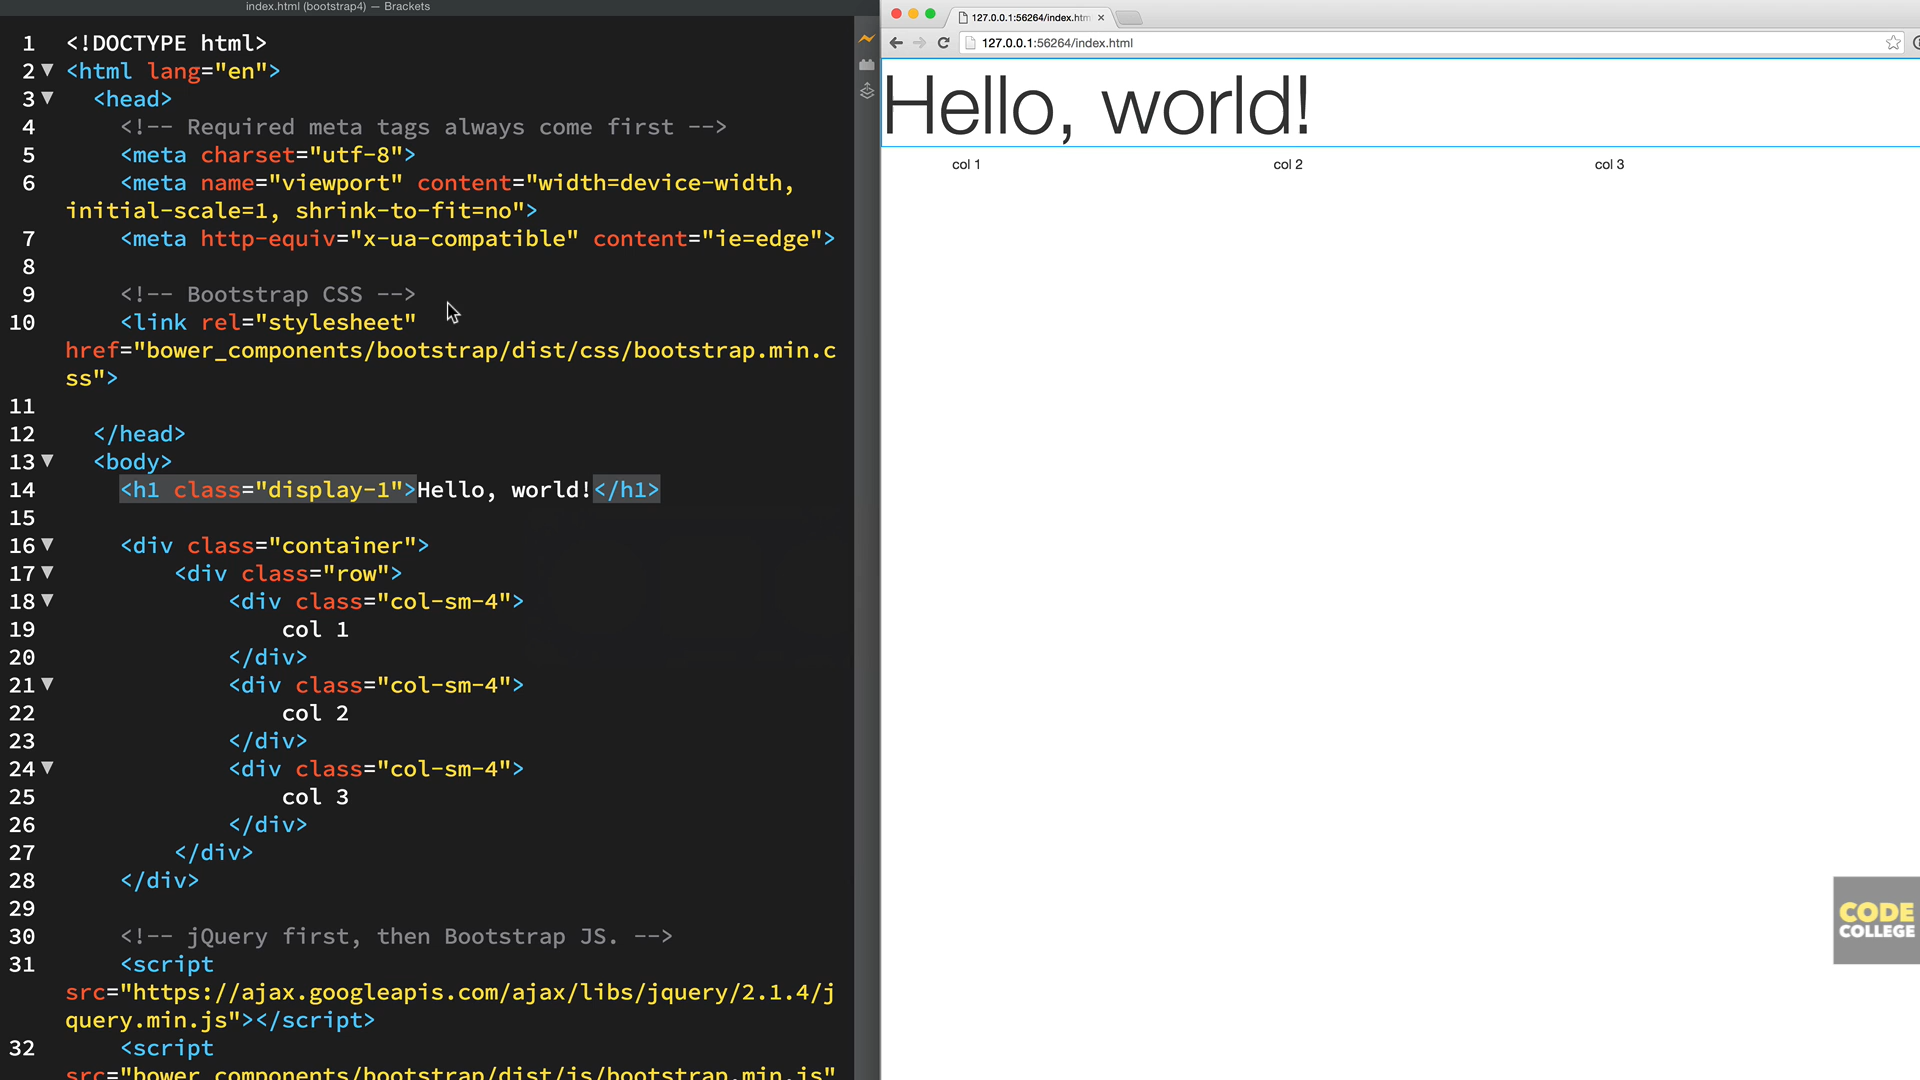 index.html (bootstrap4) — Brackets
1 <!DOCTYPE html>
2 <html lang="en">
3 <head>
4 <!-- Required meta tags always come first -->
5 <meta charset="utf-8">
6 <meta name="viewport" content="width=device-width,
initial-scale=1, shrink-to-fit=no">
7 <meta http-equiv="x-ua-compatible" content="ie=edge">
8
9 <!-- Bootstrap CSS -->
10 <link rel="stylesheet"
href="bower_components/bootstrap/dist/css/bootstrap.min.c
ss">
11
12 </head>
13 <body>
14 <h1 class="display-1">Hello, world!</h1>
15
16 <div class="container">
17 <div class="row">
18 <div class="col-sm-4">
19 col 1
20 </div>
21 <div class="col-sm-4">
22 col 2
23 </div>
24 <div class="col-sm-4">
25 col 3
26 </div>
27 </div>
28 </div>
29
30 <!-- jQuery first, then Bootstrap JS. -->
31 <script
src="https://ajax.googleapis.com/ajax/libs/jquery/2.1.4/j
query.min.js"></script>
32 <script
src="bower_components/bootstrap/dist/js/bootstrap.min.js"
127.0.0.1:56264/index.htm
127.0.0.1:56264/index.html
Hello, world!
col 1 col 2 col 3
CODE
COLLEGE